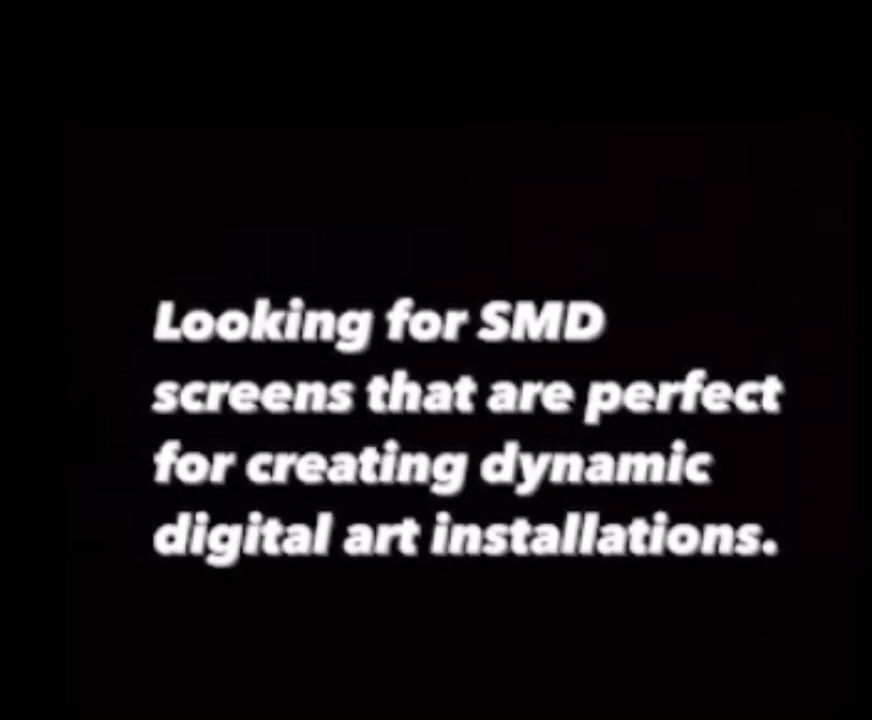 Looking for SMD
screens that are perfect
for creating dynamic
digital art installations.